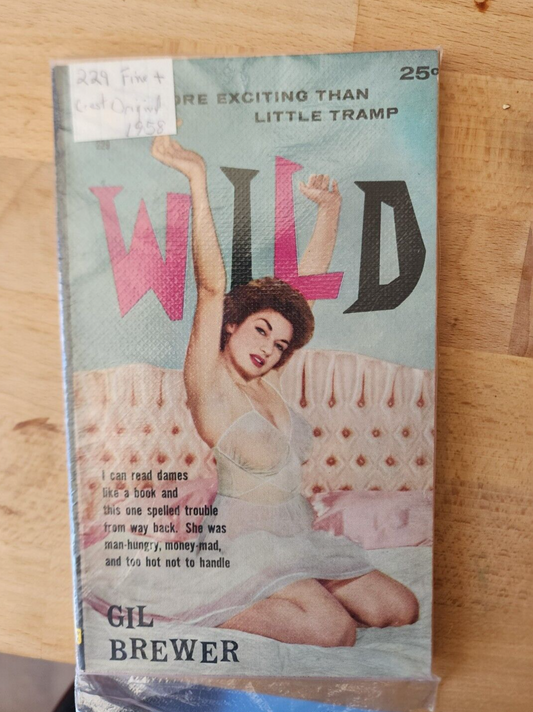 229 Fine +
Crest Original
1958
25¢
ORE EXCITING THAN
LITTLE TRAMP
WILD
I can read dames
like a book and
this one spelled trouble
from way back. She was
man-hungry, money-mad,
and too hot not to handle
GIL
BREWER